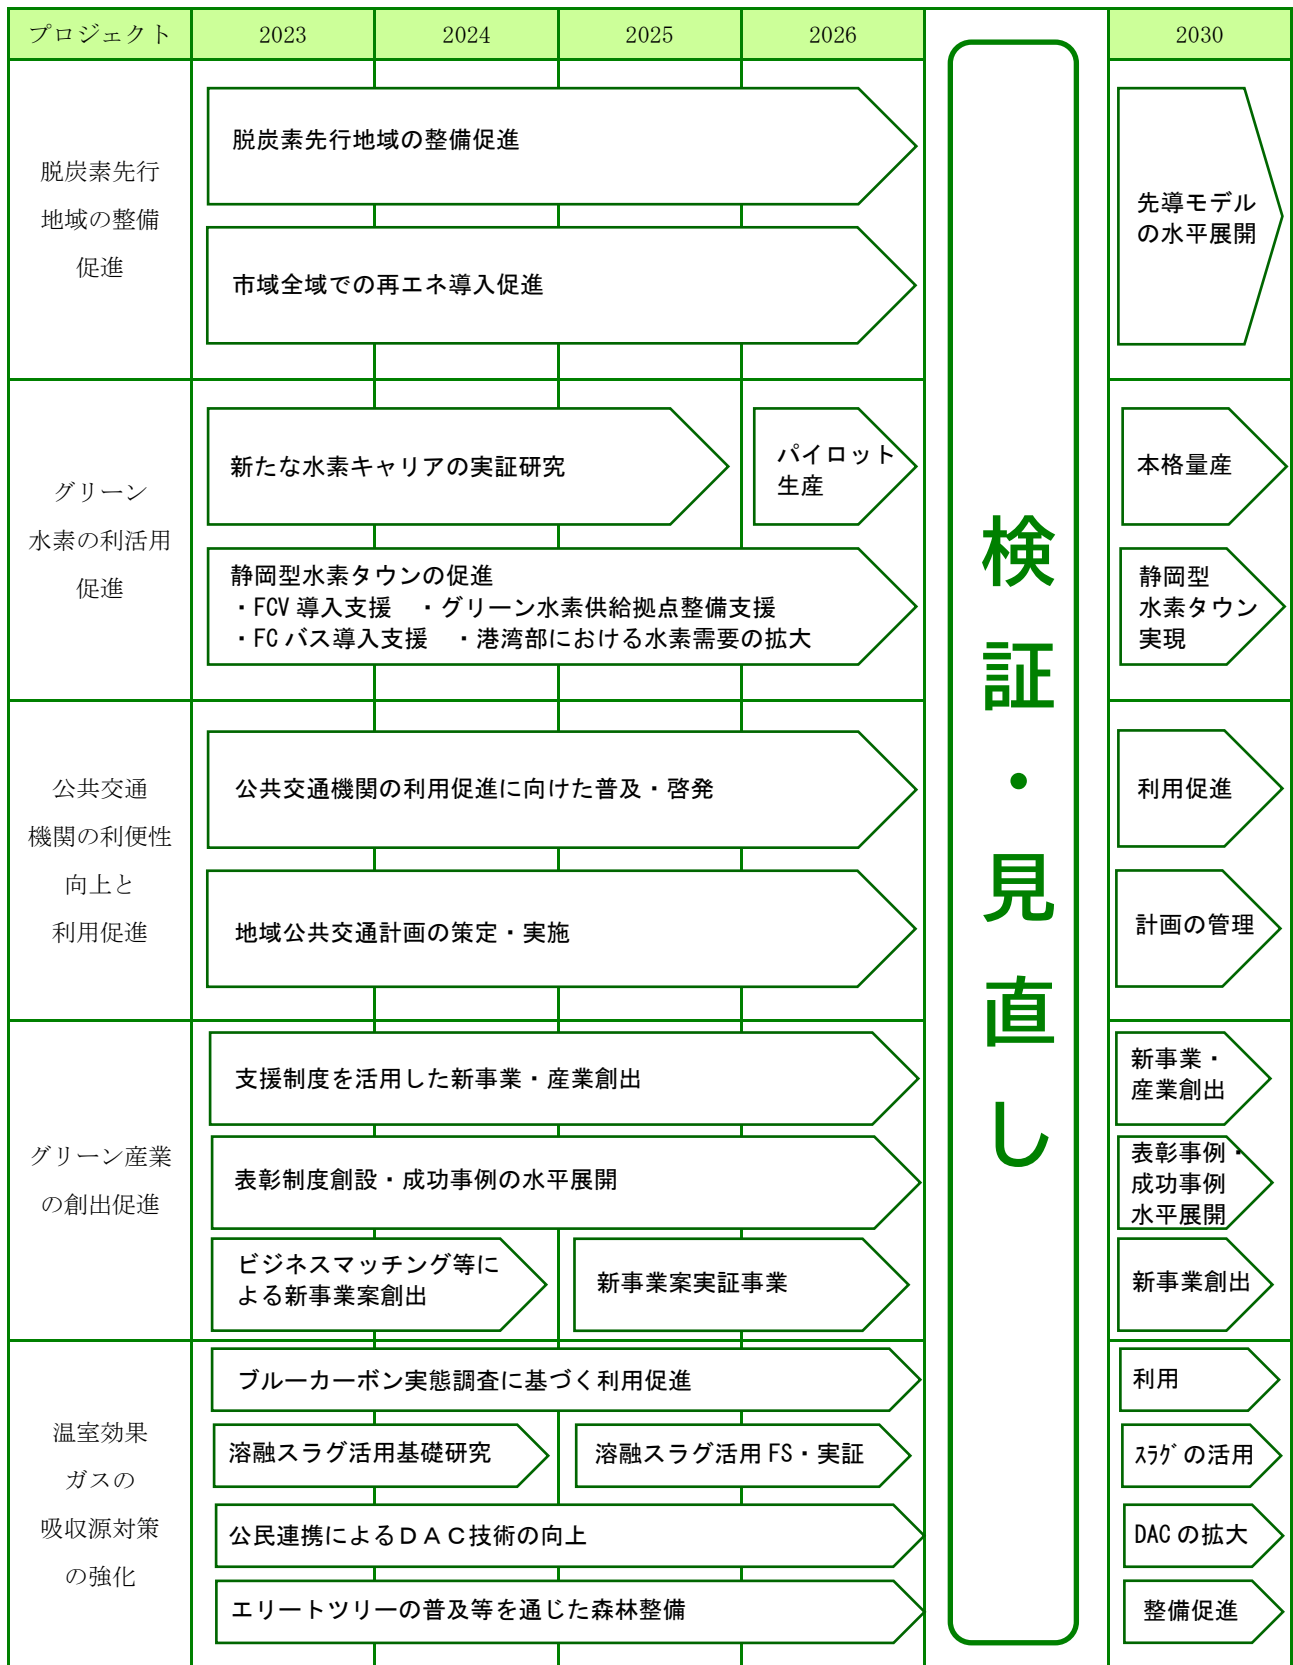 プロジェクト 2023 2024 2025 2026 2030
脱炭素先行
地域の整備
促進
脱炭素先行地域の整備促進
市域全域での再エネ導入促進
先導モデル
の水平展開
グリーン
水素の利活用
促進
新たな水素キャリアの実証研究
パイロット
生産
本格量産
静岡型水素タウンの促進
・FCV 導入支援　・グリーン水素供給拠点整備支援
・FC バス導入支援　・港湾部における水素需要の拡大
静岡型
水素タウン
実現
公共交通
機関の利便性
向上と
利用促進
公共交通機関の利用促進に向けた普及・啓発
利用促進
地域公共交通計画の策定・実施
計画の管理
グリーン産業
の創出促進
支援制度を活用した新事業・産業創出
新事業・
産業創出
表彰制度創設・成功事例の水平展開
表彰事例・
成功事例
水平展開
ビジネスマッチング等に
よる新事業案創出
新事業案実証事業
新事業創出
温室効果
ガスの
吸収源対策
の強化
ブルーカーボン実態調査に基づく利用促進
利用
溶融スラグ活用基礎研究
溶融スラグ活用 FS・実証
ｽﾗｸﾞの活用
公民連携によるＤＡＣ技術の向上
DAC の拡大
エリートツリーの普及等を通じた森林整備
整備促進
検証・見直し